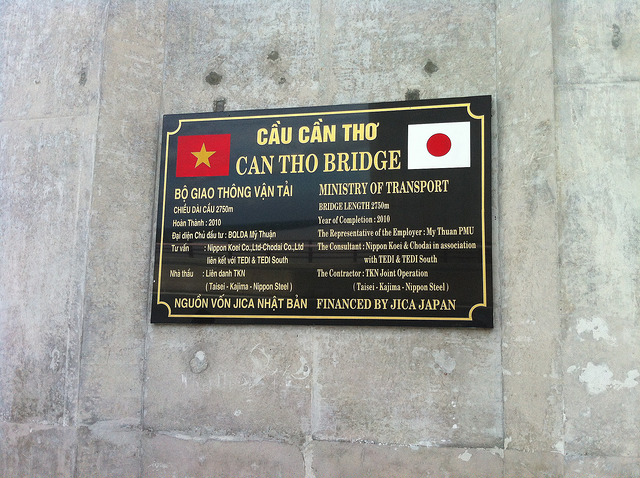 CẦU CẦN THƠ
CAN THO BRIDGE
BỘ GIAO THÔNG VẬN TẢI
CHIỀU DÀI CẦU 2750m
Hoàn Thành : 2010
Đại diện Chủ đầu tư : BQLDA Mỹ Thuận
Tư vấn : Nippon Koei Co.,Ltd-Chodai Co.,Ltd
liên kết với TEDI & TEDI South
Nhà thầu : Liên danh TKN
( Taisei - Kajima - Nippon Steel )
NGUỒN VỐN JICA NHẬT BẢN
MINISTRY OF TRANSPORT
BRIDGE LENGTH 2750m
Year of Completion : 2010
The Representative of the Employer : My Thuan PMU
The Consultant : Nippon Koei & Chodai in association
with TEDI & TEDI South
The Contractor : TKN Joint Operation
( Taisei - Kajima - Nippon Steel )
FINANCED BY JICA JAPAN